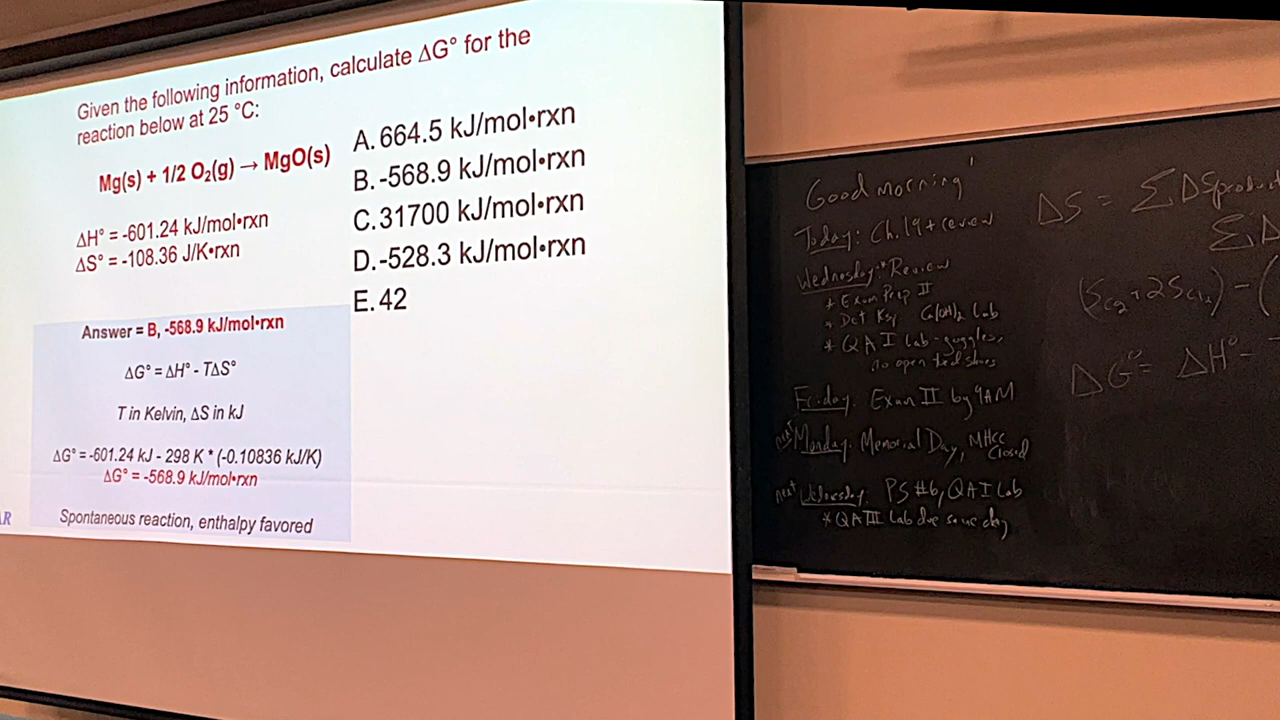 Given the following information, calculate ΔG° for the
reaction below at 25 °C:
Mg(s) + 1/2 O₂(g) → MgO(s)
ΔH° = -601.24 kJ/mol•rxn
ΔS° = -108.36 J/K•rxn
A. 664.5 kJ/mol•rxn
B. -568.9 kJ/mol•rxn
C. 31700 kJ/mol•rxn
D. -528.3 kJ/mol•rxn
E. 42
Answer = B, -568.9 kJ/mol•rxn
ΔG° = ΔH° - TΔS°
T in Kelvin, ΔS in kJ
ΔG° = -601.24 kJ - 298 K * (-0.10836 kJ/K)
ΔG° = -568.9 kJ/mol•rxn
Spontaneous reaction, enthalpy favored
AR
Good morning!
Today: Ch. 19 + review
Wednesday: * Review
* Exam Prep II
* Det Ksp Ca(OH)₂ Lab
* QA I Lab - goggles,
no open toed shoes
Friday: Exam II by 9AM
next Monday: Memorial Day, MHCC
Closed
next Wednesday: PS #6, QA I Lab
* QA III Lab due same day
ΔS = ΣΔSproduc
ΣΔ
(S + 2S) - (
ΔG° = ΔH° -